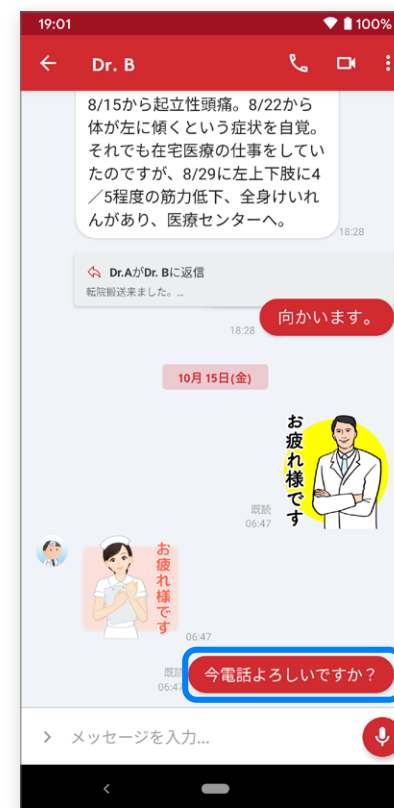 19:01
100%
Dr. B
8/15から起立性頭痛。8/22から
体が左に傾くという症状を自覚。
それでも在宅医療の仕事をしてい
たのですが、8/29に左上下肢に4
／5程度の筋力低下、全身けいれ
んがあり、医療センターへ。
18:28
Dr.AがDr. Bに返信
転院搬送来ました。...
向かいます。
18:28
10月 15日(金)
お疲れ様です
既読
06:47
お疲れ様です
06:47
今電話よろしいですか？
既読
06:47
メッセージを入力...